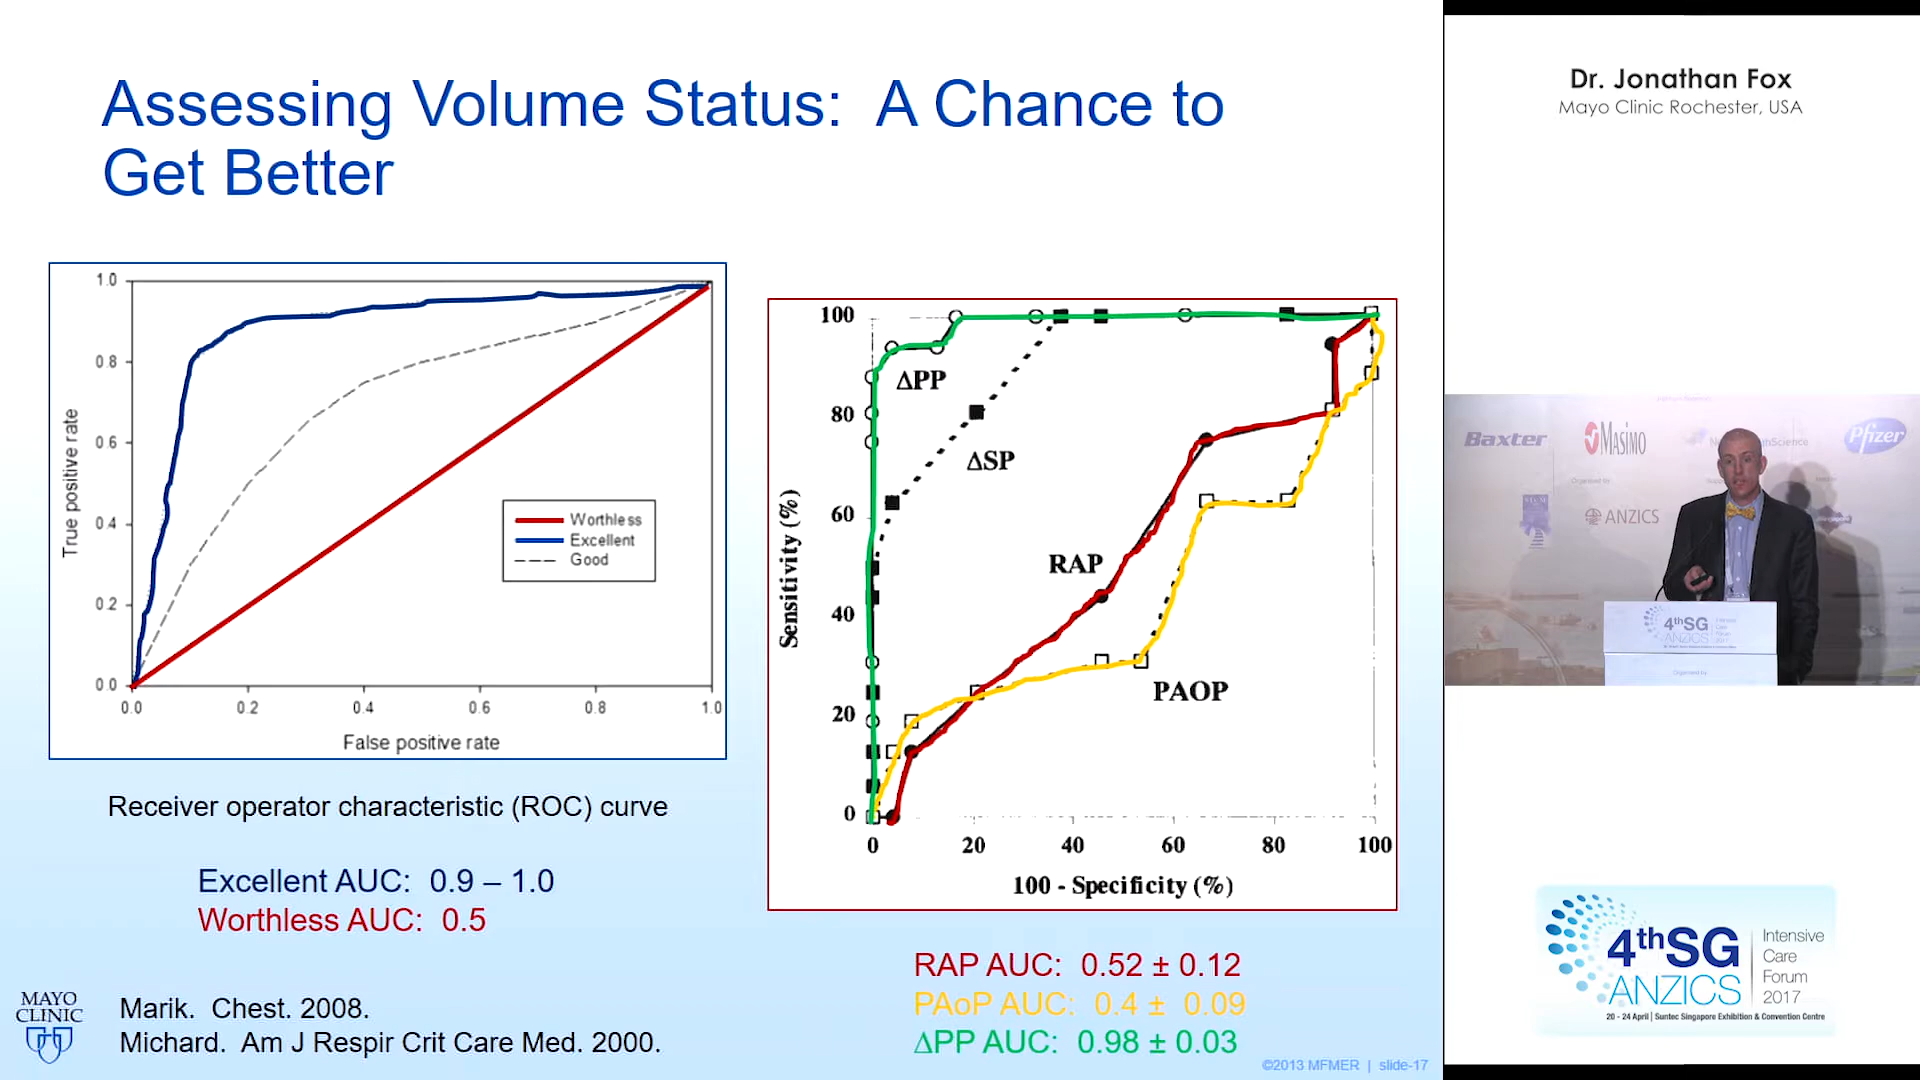 Assessing Volume Status: A Chance to
Get Better
1.0
0.8
0.6
0.4
0.2
0.0
True positive rate
Worthless
Excellent
Good
0.0 0.2 0.4 0.6 0.8 1.0
False positive rate
Receiver operator characteristic (ROC) curve
Excellent AUC: 0.9 – 1.0
Worthless AUC: 0.5
100
80
60
40
20
0
Sensitivity (%)
ΔPP
ΔSP
RAP
PAOP
0 20 40 60 80 100
100 - Specificity (%)
RAP AUC: 0.52 ± 0.12
PAoP AUC: 0.4 ± 0.09
ΔPP AUC: 0.98 ± 0.03
MAYO
CLINIC
Marik. Chest. 2008.
Michard. Am J Respir Crit Care Med. 2000.
©2013 MFMER | slide-17
Dr. Jonathan Fox
Mayo Clinic Rochester, USA
Baxter
Masimo
Pfizer
ANZICS
4thSG
ANZICS
Organised by
4thSG
ANZICS
Intensive
Care
Forum
2017
20 - 24 April | Suntec Singapore Exhibition & Convention Centre